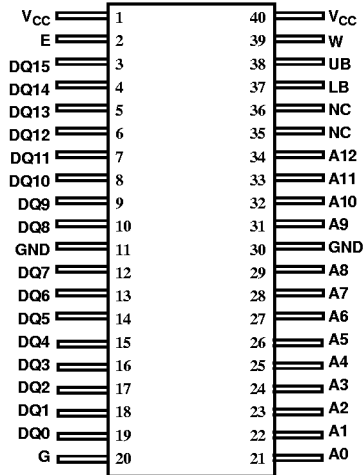 VCC 1 40 VCC
E 2 39 W
DQ15 3 38 UB
DQ14 4 37 LB
DQ13 5 36 NC
DQ12 6 35 NC
DQ11 7 34 A12
DQ10 8 33 A11
DQ9 9 32 A10
DQ8 10 31 A9
GND 11 30 GND
DQ7 12 29 A8
DQ6 13 28 A7
DQ5 14 27 A6
DQ4 15 26 A5
DQ3 16 25 A4
DQ2 17 24 A3
DQ1 18 23 A2
DQ0 19 22 A1
G 20 21 A0